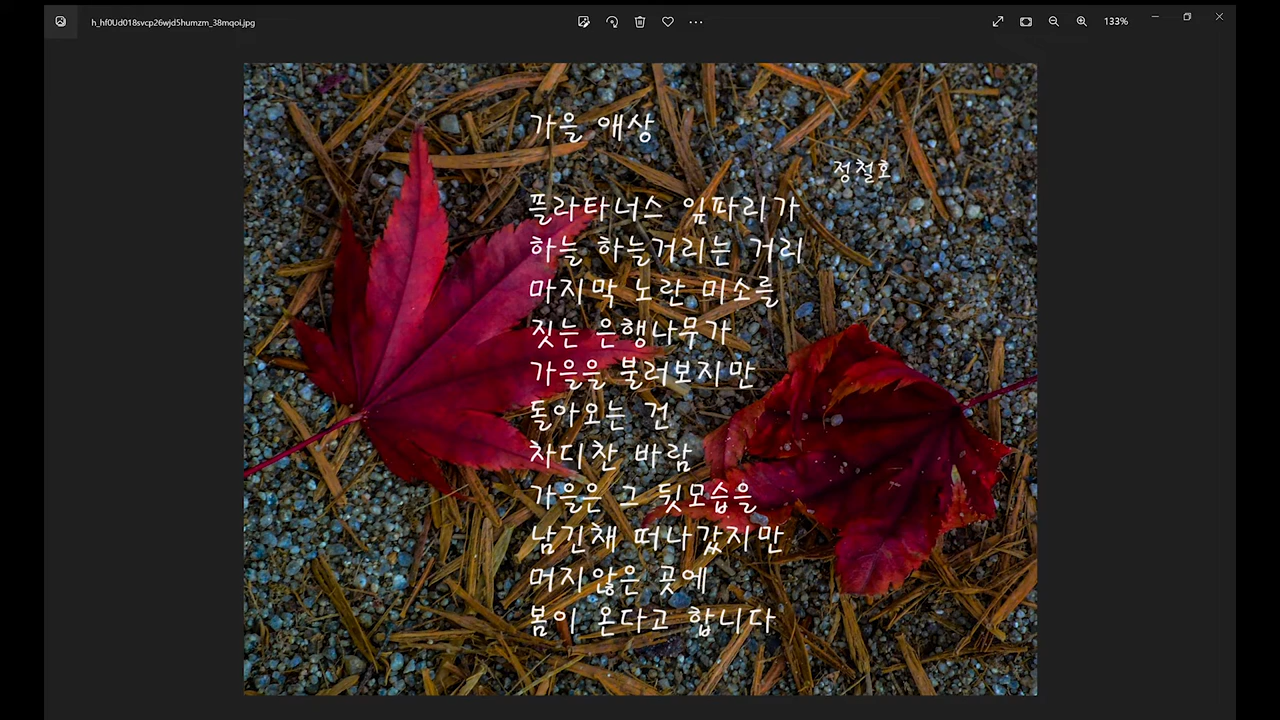 h_hf0Ud018svcp26wjd5humzm_38mqoi.jpg
133%
가을 애상
정철호
플라타너스 잎파리가
하늘 하늘거리는 거리
마지막 노란 미소를
짓는 은행나무가
가을을 불러보지만
돌아오는 건
차디찬 바람
가을은 그 뒷모습을
남긴채 떠나갔지만
머지않은 곳에
봄이 온다고 합니다